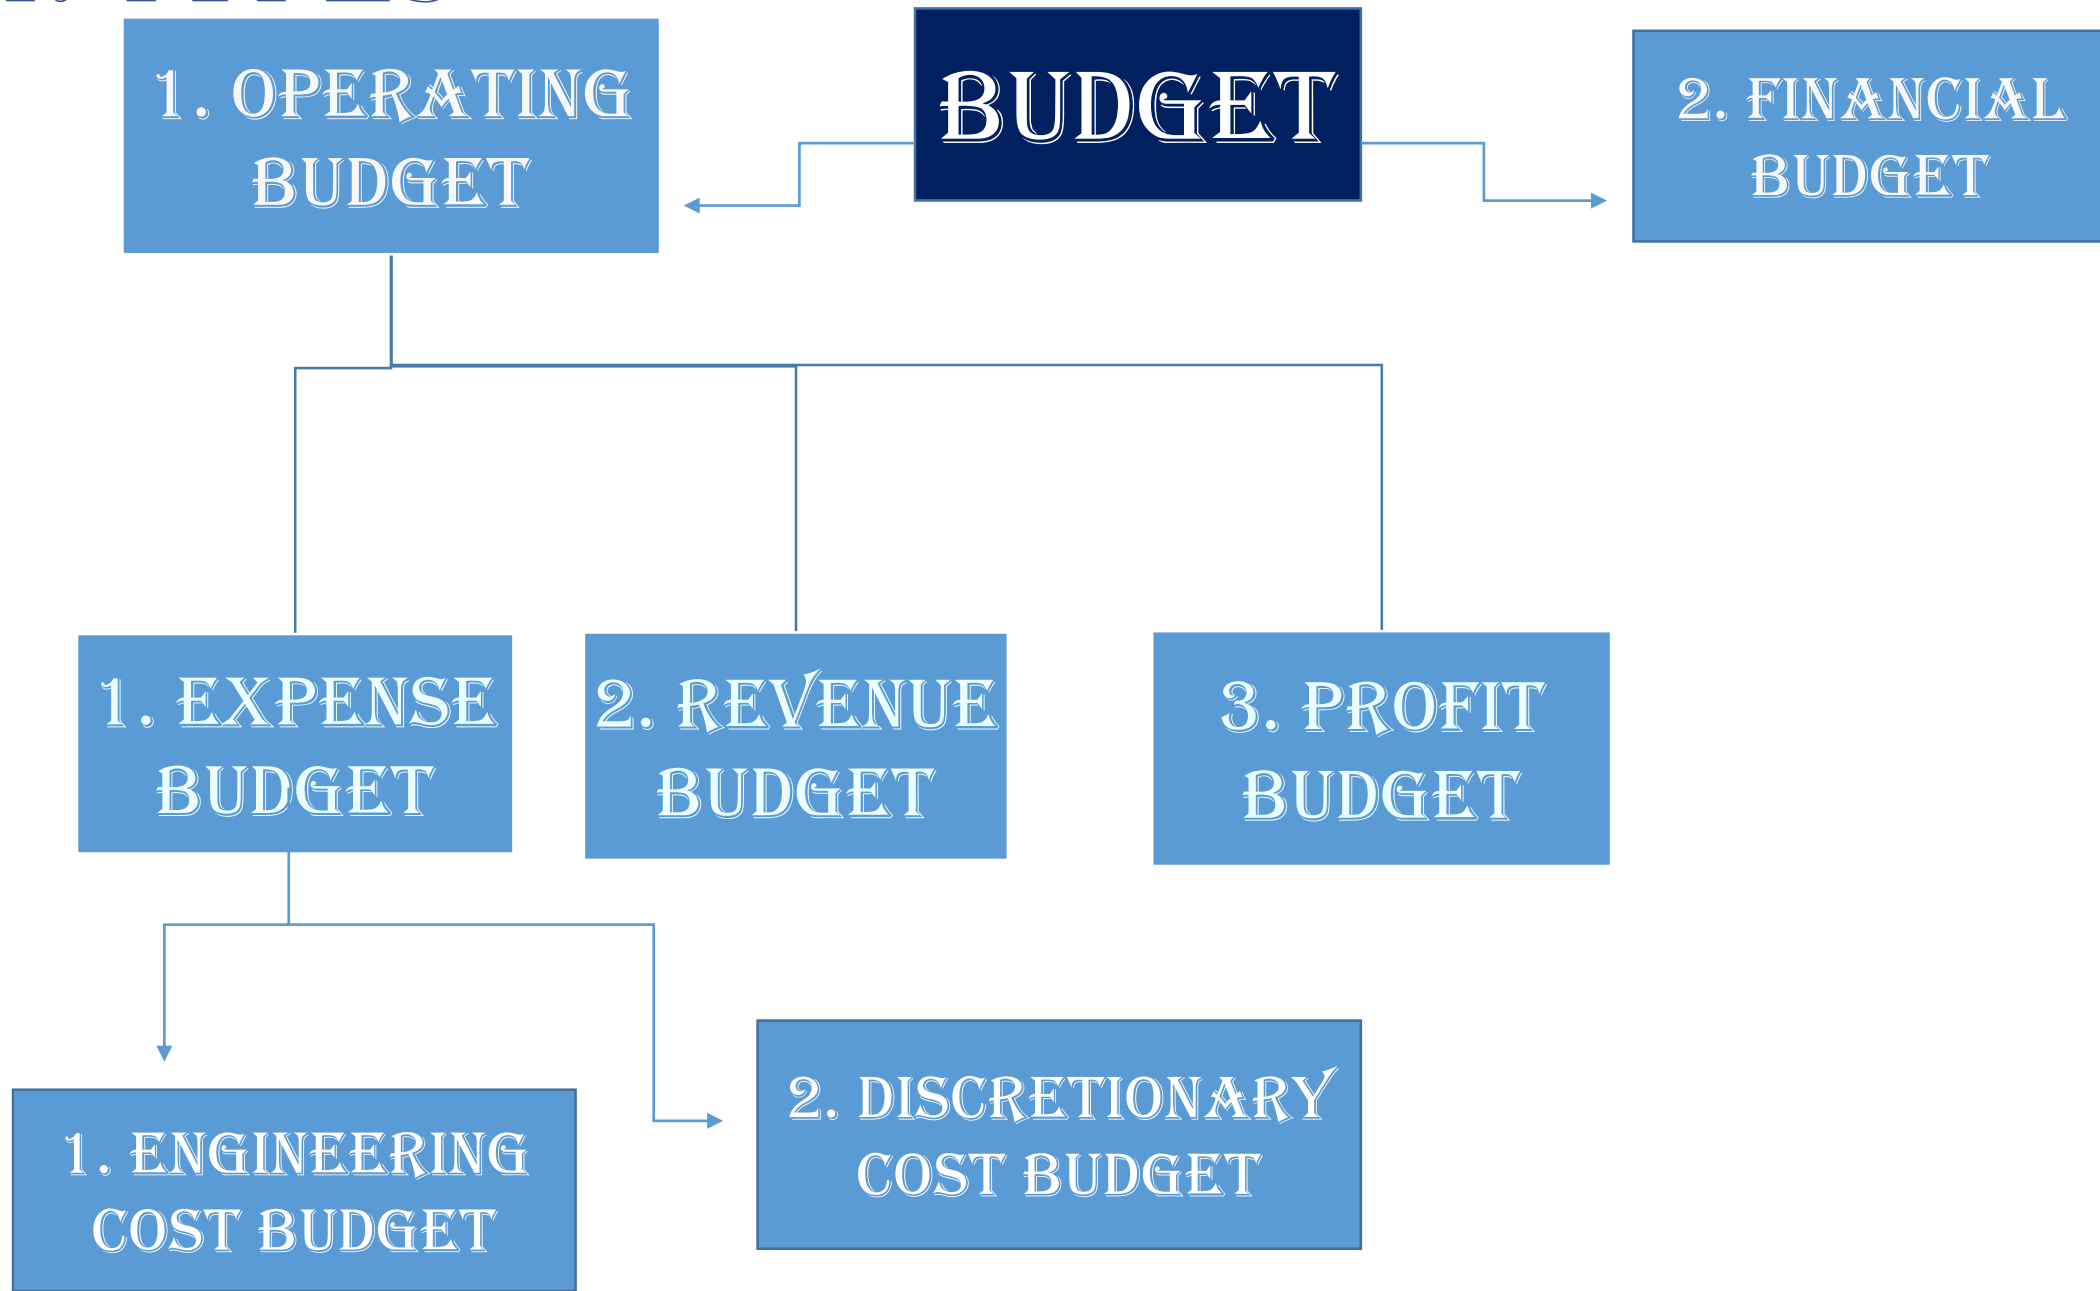 1. OPERATING
BUDGET
BUDGET
2. FINANCIAL
BUDGET
1. EXPENSE
BUDGET
2. REVENUE
BUDGET
3. PROFIT
BUDGET
1. ENGINEERING
COST BUDGET
2. DISCRETIONARY
COST BUDGET